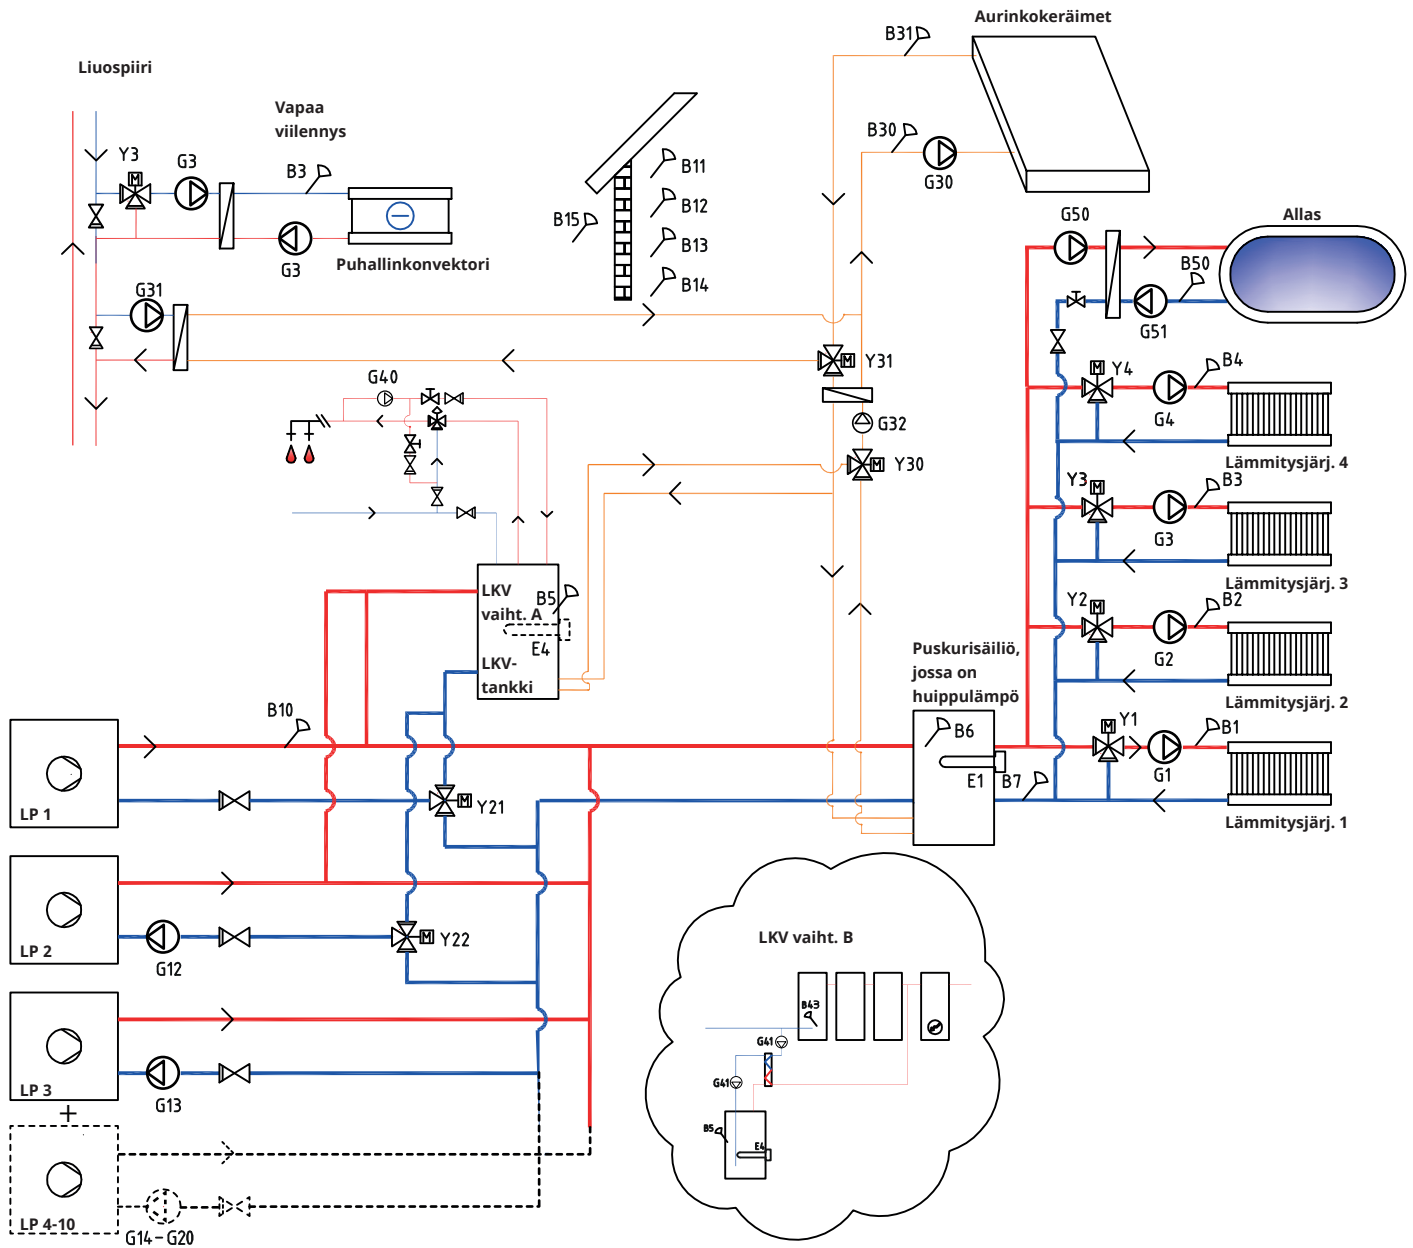 Aurinkokeräimet
B31
Liuospiiri
Vapaa
viilennys
B30
G30
Y3
G3
B3
B11
B12
B15
B13
B14
G3
Puhallinkonvektori
G50
Allas
B50
G51
G31
Y31
G40
G32
Y30
Y4
B4
G4
Lämmitysjärj. 4
Y3
B3
G3
Lämmitysjärj. 3
LKV
vaiht. A
B5
E4
LKV-
tankki
Y2
B2
G2
Lämmitysjärj. 2
Puskurisäiliö,
jossa on
huippulämpö
B10
B6
E1
B7
Y1
B1
G1
Lämmitysjärj. 1
LP 1
Y21
LP 2
G12
Y22
LKV vaiht. B
B43
G41
G41
B5
E4
LP 3
G13
+
LP 4-10
G14-G20
M
M
M
M
M
M
M
M
M